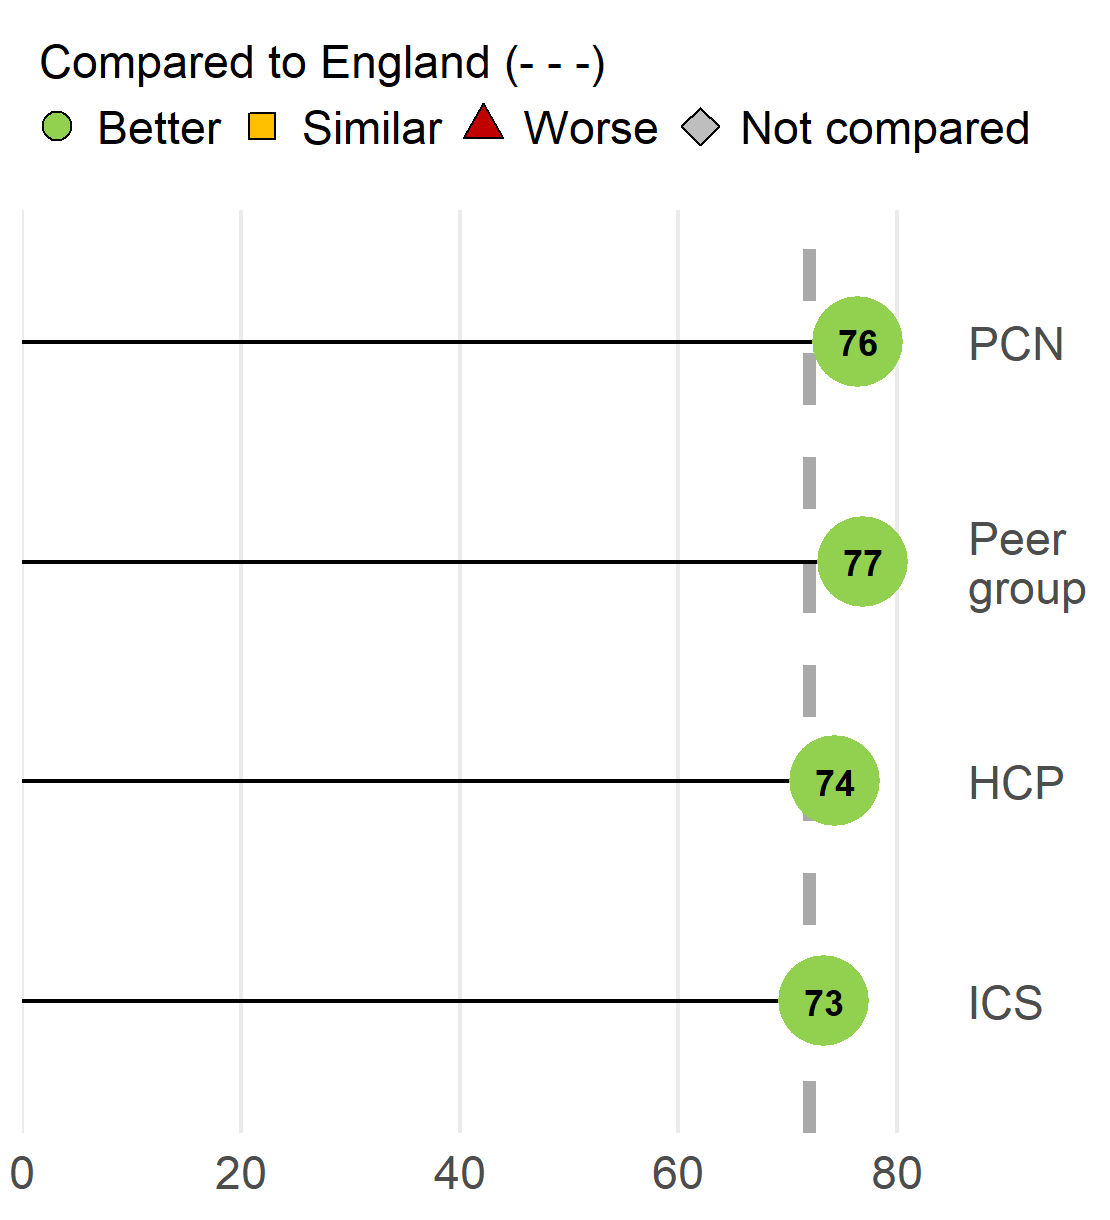 Compared to England (- - -)
Better Similar Worse Not compared
76 PCN
77 Peer group
74 HCP
73 ICS
0 20 40 60 80